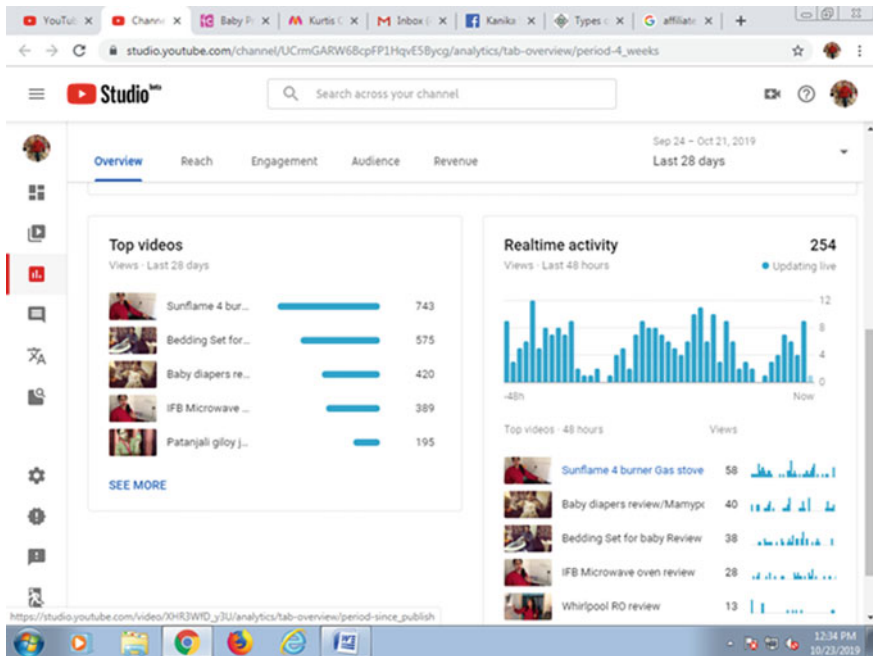 YouTu
Channe
Baby Pr
Kurtis C
Inbox (
Kanika
Types o
affiliate
studio.youtube.com/channel/UCrmGARW6BcpFP1HqvE5Bycg/analytics/tab-overview/period-4_weeks
Studio beta
Search across your channel
Overview Reach Engagement Audience Revenue
Sep 24 – Oct 21, 2019
Last 28 days
Top videos
Views · Last 28 days
Sunflame 4 bur... 743
Bedding Set for... 575
Baby diapers re... 420
IFB Microwave ... 389
Patanjali giloy j... 195
SEE MORE
Realtime activity 254
Views · Last 48 hours
Updating live
12
8
4
0
-48h Now
Top videos · 48 hours Views
Sunflame 4 burner Gas stove 58
Baby diapers review/Mamypo 40
Bedding Set for baby Review 38
IFB Microwave oven review 28
Whirlpool RO review 13
https://studio.youtube.com/video/XHR3WfD_y3U/analytics/tab-overview/period-since_publish
12:34 PM
10/23/2019